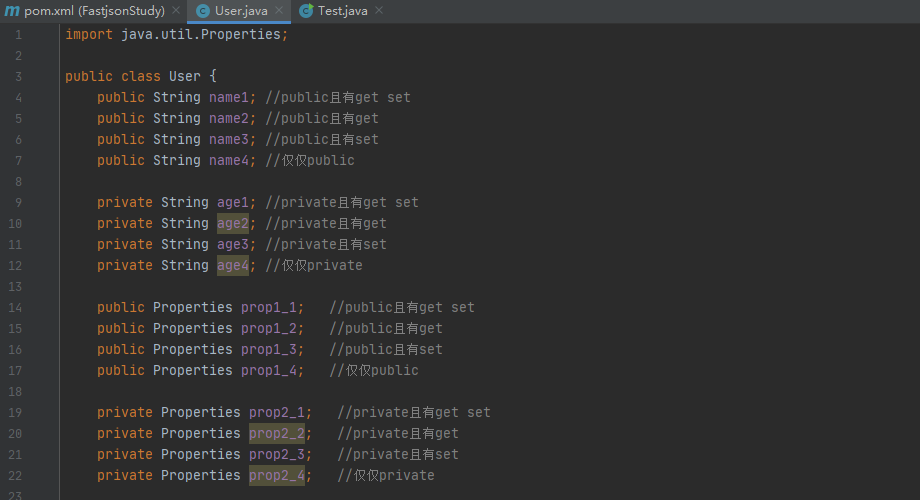 pom.xml (FastjsonStudy) × User.java × Test.java ×
1 import java.util.Properties;
2
3 public class User {
4 public String name1; //public且有get set
5 public String name2; //public且有get
6 public String name3; //public且有set
7 public String name4; //仅仅public
8
9 private String age1; //private且有get set
10 private String age2; //private且有get
11 private String age3; //private且有set
12 private String age4; //仅仅private
13
14 public Properties prop1_1; //public且有get set
15 public Properties prop1_2; //public且有get
16 public Properties prop1_3; //public且有set
17 public Properties prop1_4; //仅仅public
18
19 private Properties prop2_1; //private且有get set
20 private Properties prop2_2; //private且有get
21 private Properties prop2_3; //private且有set
22 private Properties prop2_4; //仅仅private
23